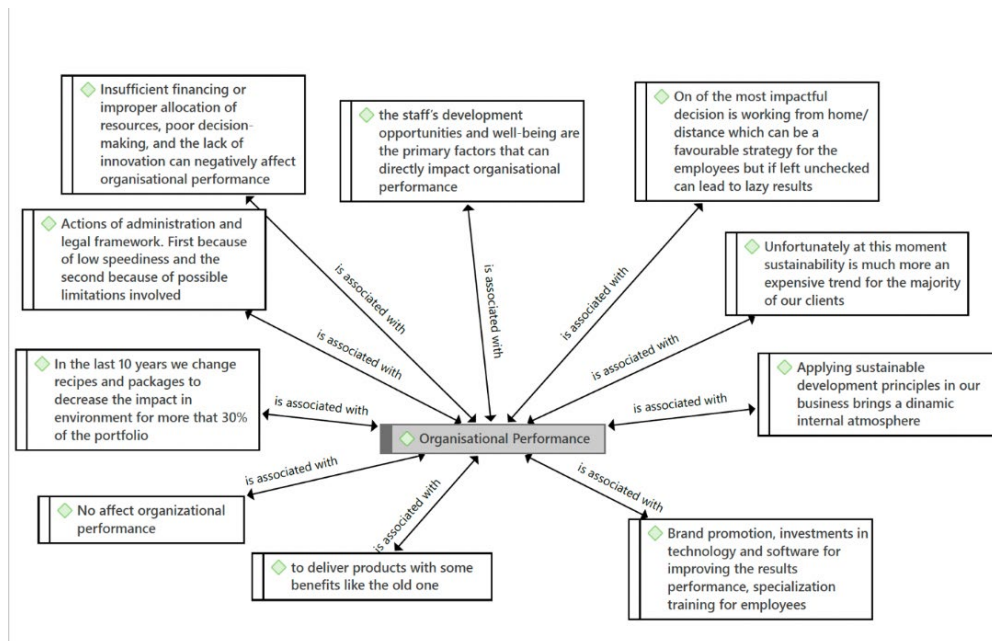 Insufficient financing or
improper allocation of
resources, poor decision-
making, and the lack of
innovation can negatively affect
organisational performance
the staff's development
opportunities and well-being are
the primary factors that can
directly impact organisational
performance
On of the most impactful
decision is working from home/
distance which can be a
favourable strategy for the
employees but if left unchecked
can lead to lazy results
Actions of administration and
legal framework. First because
of low speediness and the
second because of possible
limitations involved
Unfortunately at this moment
sustainability is much more an
expensive trend for the majority
of our clients
is associated with
is associated with
is associated with
is associated with
is associated with
In the last 10 years we change
recipes and packages to
decrease the impact in
environment for more that 30%
of the portfolio
is associated with
is associated with
Applying sustainable
development principles in our
business brings a dinamic
internal atmosphere
Organisational Performance
is associated with
is associated with
is associated with
No affect organizational
performance
to deliver products with some
benefits like the old one
Brand promotion, investments in
technology and software for
improving the results
performance, specialization
training for employees